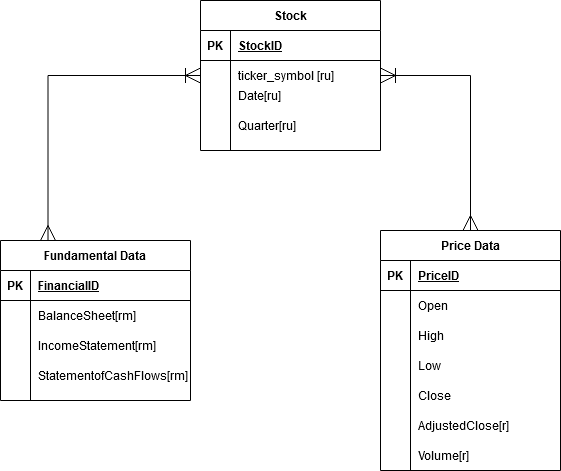 Stock
PK StockID
ticker_symbol [ru]
Date[ru]
Quarter[ru]
Fundamental Data
PK FinancialID
BalanceSheet[rm]
IncomeStatement[rm]
StatementofCashFlows[rm]
Price Data
PK PriceID
Open
High
Low
Close
AdjustedClose[r]
Volume[r]